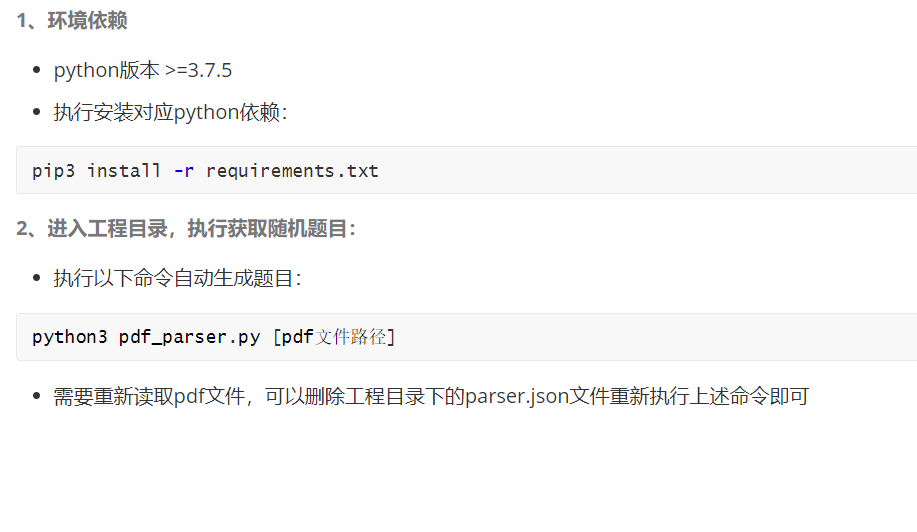 1、环境依赖
python版本 >=3.7.5
执行安装对应python依赖：
pip3 install -r requirements.txt
2、进入工程目录，执行获取随机题目：
执行以下命令自动生成题目：
python3 pdf_parser.py [pdf文件路径]
需要重新读取pdf文件，可以删除工程目录下的parser.json文件重新执行上述命令即可